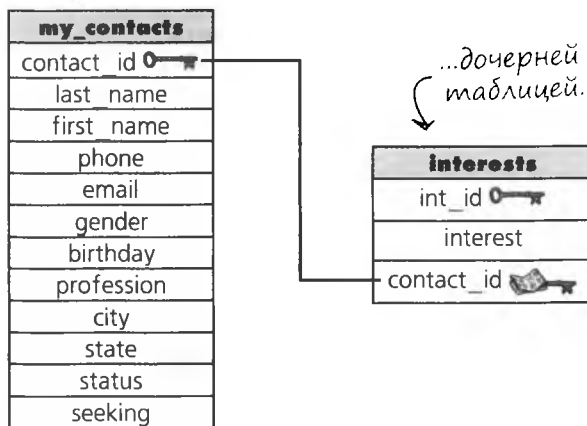 my_contacts
contact_id
last_name
first_name
phone
email
gender
birthday
profession
city
state
status
seeking
...дочерней
таблицей.
interests
int_id
interest
contact_id